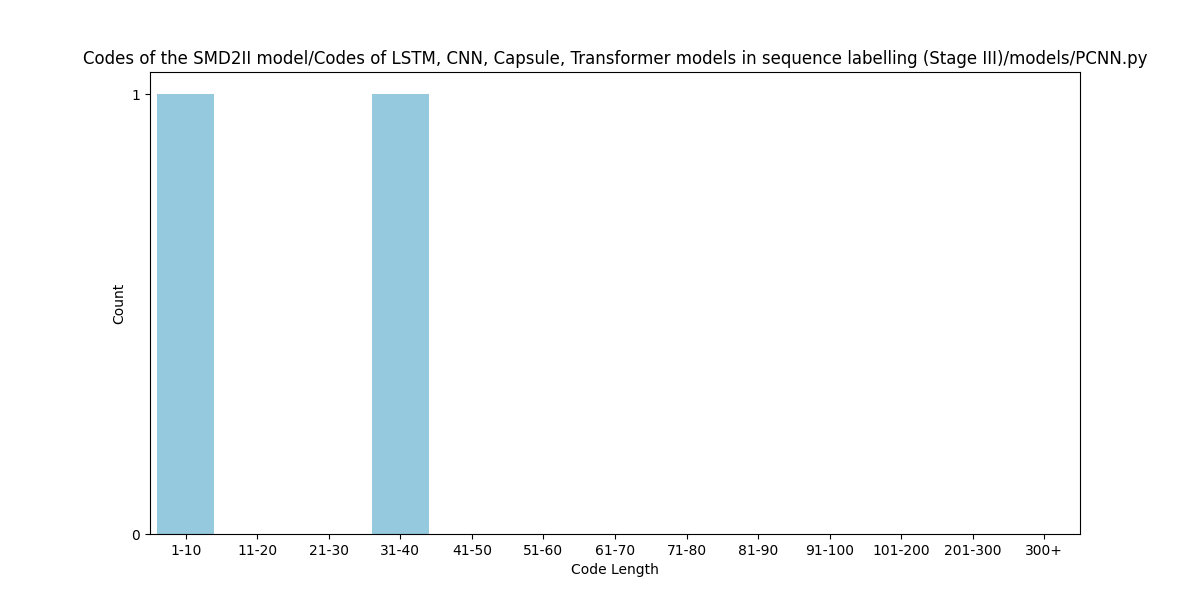 Codes of the SMD2II model/Codes of LSTM, CNN, Capsule, Transformer models in sequence labelling (Stage III)/models/PCNN.py
1
Count
0
1-10 11-20 21-30 31-40 41-50 51-60 61-70 71-80 81-90 91-100 101-200 201-300 300+
Code Length